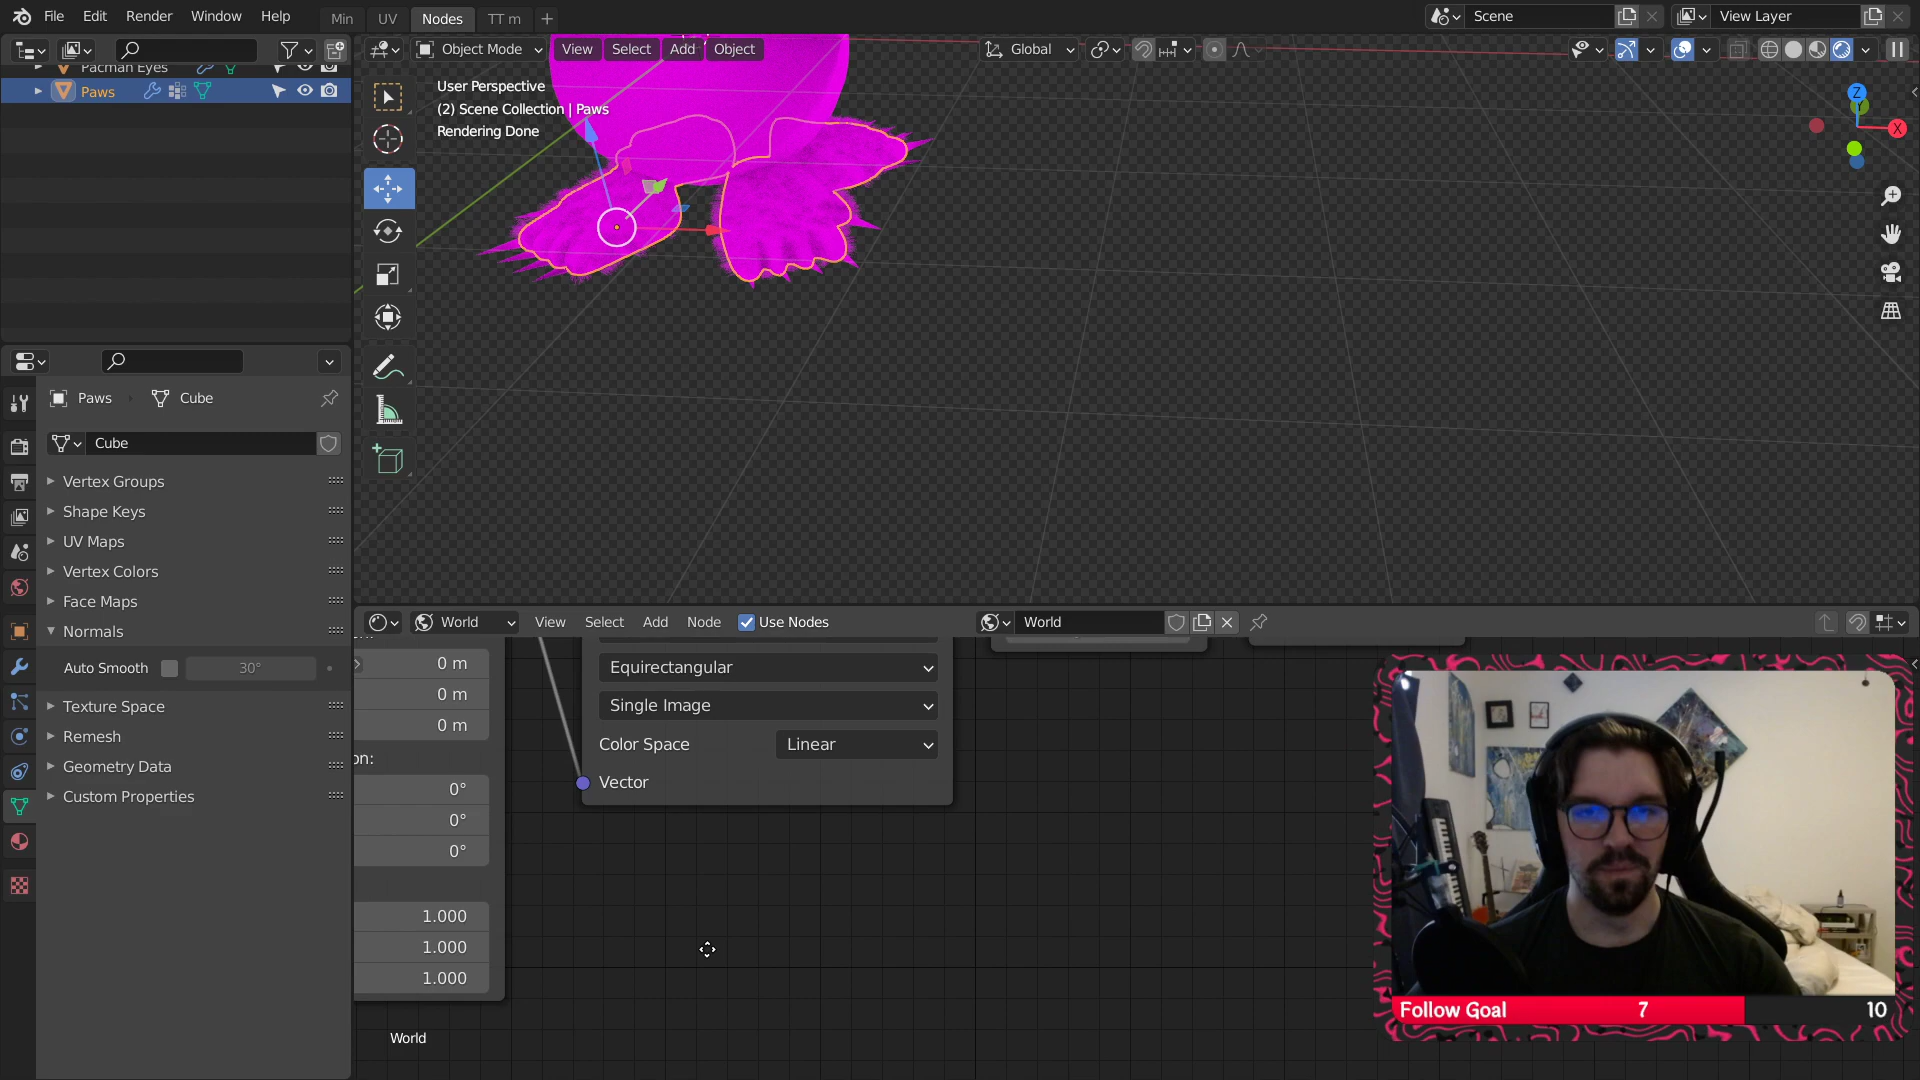 File Edit Render Window Help Min UV Nodes TT m Scene View Layer
Object Mode View Select Add Object Global
Pacman Eyes
Paws
User Perspective
(2) Scene Collection | Paws
Rendering Done
Z
X
Paws Cube
Cube
Vertex Groups
Shape Keys
UV Maps
Vertex Colors
Face Maps
Normals
Auto Smooth 30°
Texture Space
Remesh
Geometry Data
Custom Properties
World View Select Add Node Use Nodes World
0 m
0 m
0 m
on:
0°
0°
0°
1.000
1.000
1.000
Equirectangular
Single Image
Color Space Linear
Vector
World
Follow Goal 7 10